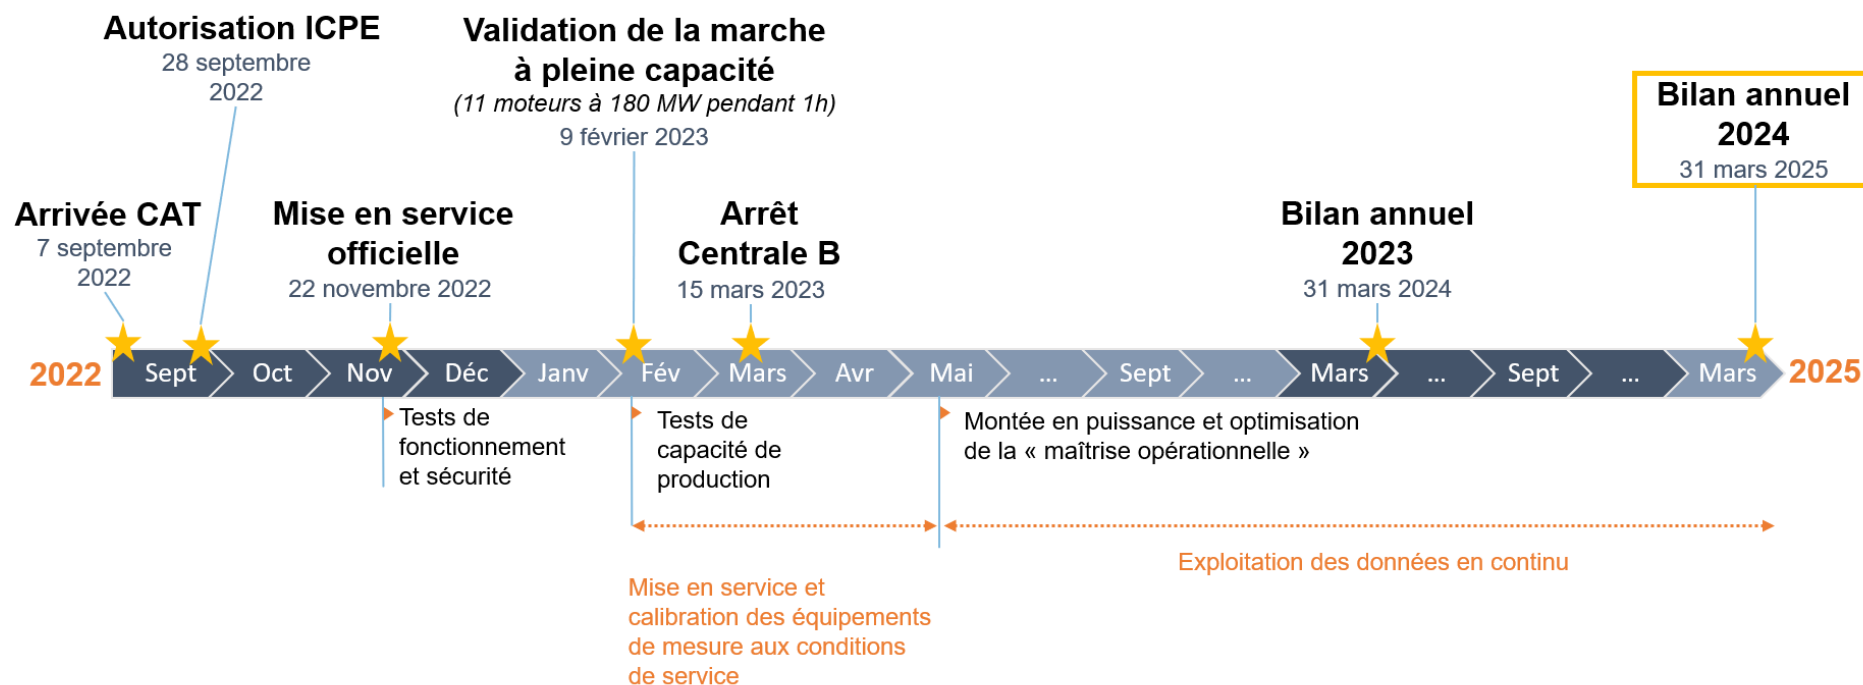 Autorisation ICPE
28 septembre
2022
Validation de la marche
à pleine capacité
(11 moteurs à 180 MW pendant 1h)
9 février 2023
Bilan annuel
2024
31 mars 2025
Arrivée CAT
7 septembre
2022
Mise en service
officielle
22 novembre 2022
Arrêt
Centrale B
15 mars 2023
Bilan annuel
2023
31 mars 2024
2022 Sept Oct Nov Déc Janv Fév Mars Avr Mai ... Sept ... Mars ... Sept ... Mars 2025
Tests de
fonctionnement
et sécurité
Tests de
capacité de
production
Montée en puissance et optimisation
de la « maîtrise opérationnelle »
Exploitation des données en continu
Mise en service et
calibration des équipements
de mesure aux conditions
de service